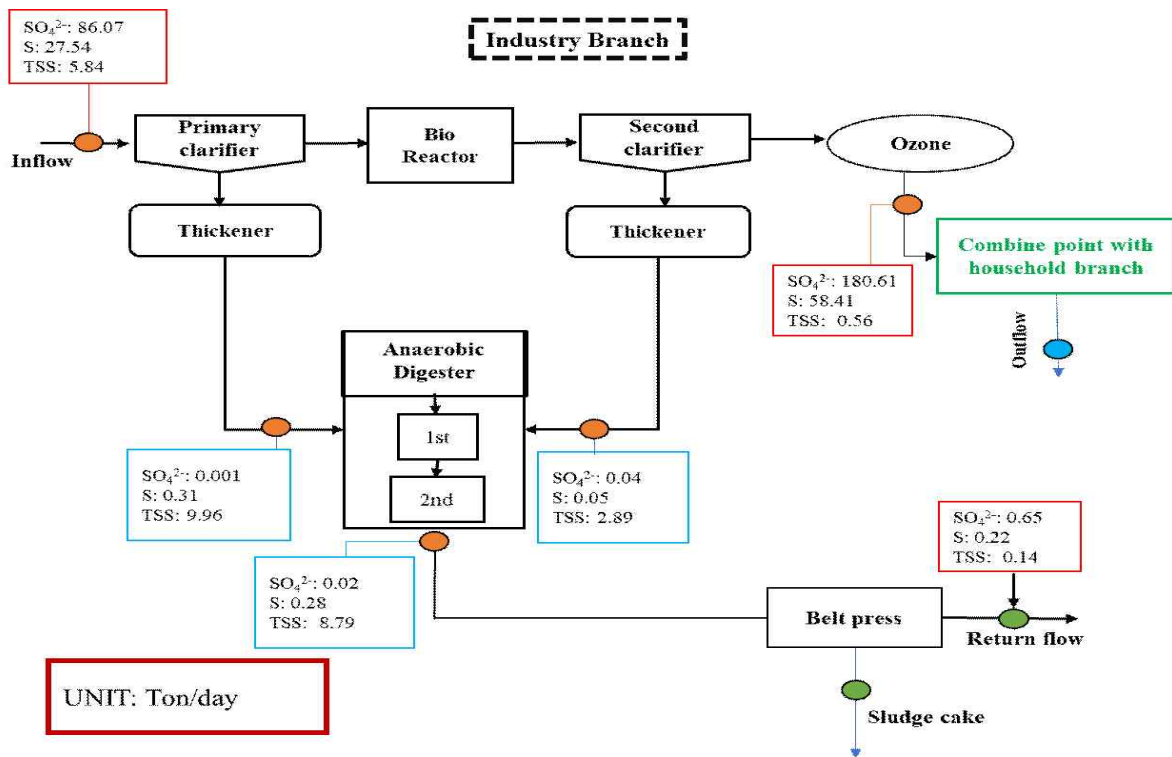 SO₄²⁻: 86.07
S: 27.54
TSS: 5.84
Industry Branch
Inflow
Primary
clarifier
Bio
Reactor
Second
clarifier
Ozone
Thickener
Thickener
SO₄²⁻: 180.61
S: 58.41
TSS: 0.56
Combine point with
household branch
Outflow
Anaerobic
Digester
1st
2nd
SO₄²⁻: 0.001
S: 0.31
TSS: 9.96
SO₄²⁻: 0.04
S: 0.05
TSS: 2.89
SO₄²⁻: 0.02
S: 0.28
TSS: 8.79
SO₄²⁻: 0.65
S: 0.22
TSS: 0.14
Belt press
Return flow
Sludge cake
UNIT: Ton/day